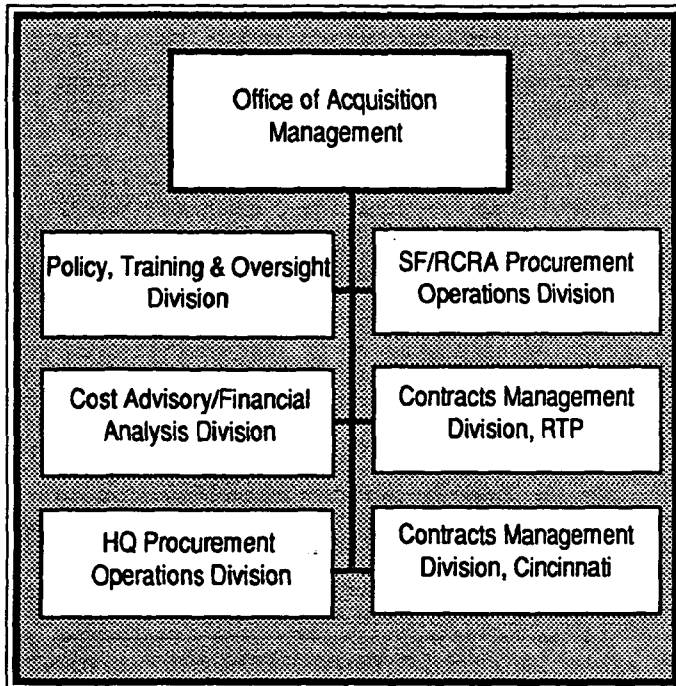 Office of Acquisition
Management
Policy, Training & Oversight
Division
SF/RCRA Procurement
Operations Division
Cost Advisory/Financial
Analysis Division
Contracts Management
Division, RTP
HQ Procurement
Operations Division
Contracts Management
Division, Cincinnati